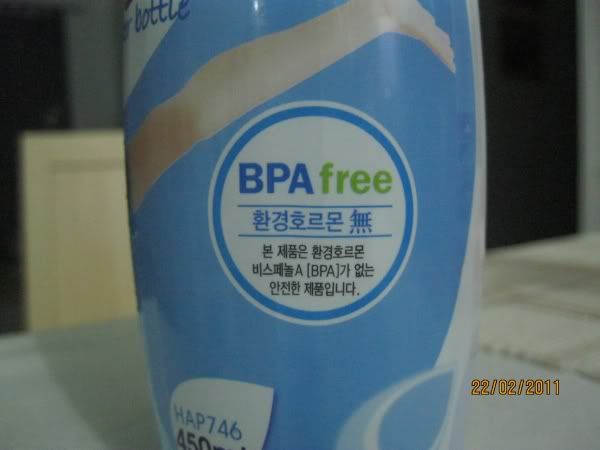 bottle
BPA free
환경호르몬 無
본 제품은 환경호르몬
비스페놀A [BPA]가 없는
안전한 제품입니다.
HAP746
450ml
22/02/2011